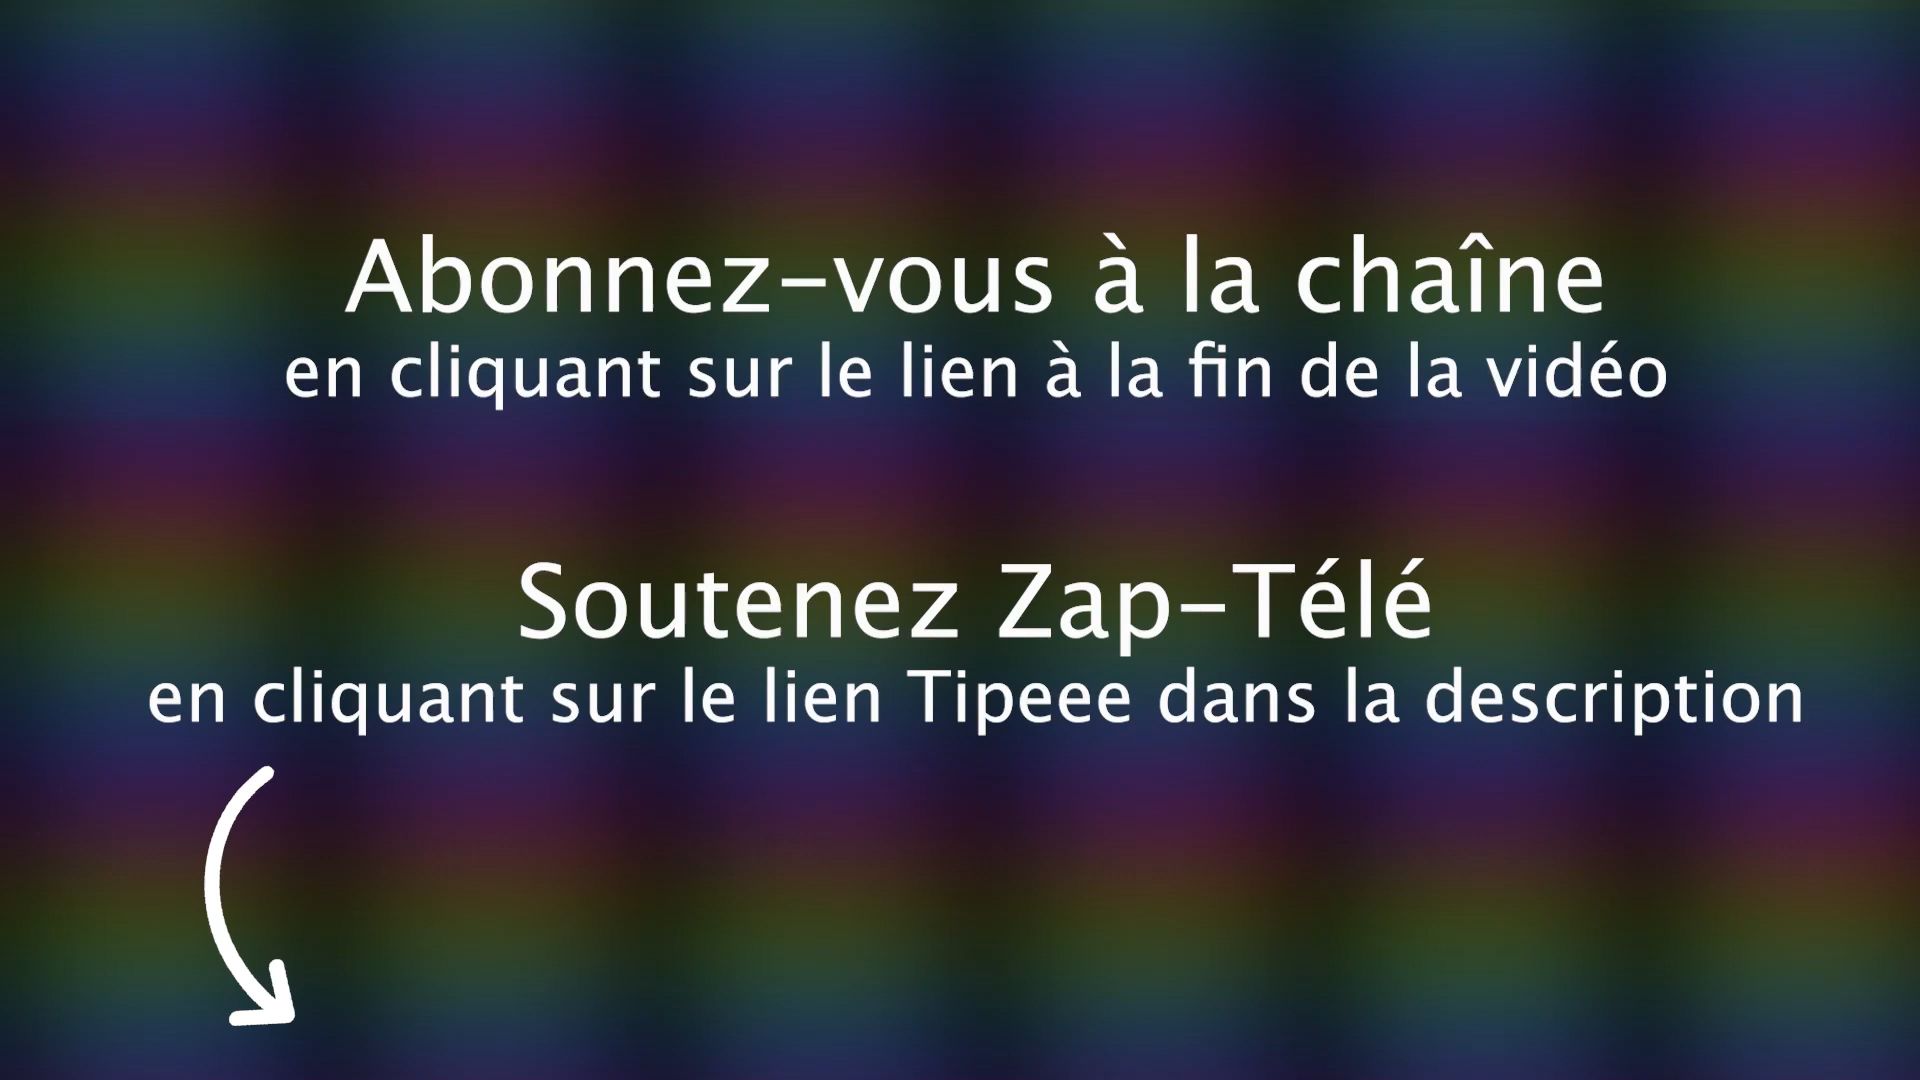 Abonnez-vous à la chaîne
en cliquant sur le lien à la fin de la vidéo
Soutenez Zap-Télé
en cliquant sur le lien Tipeee dans la description